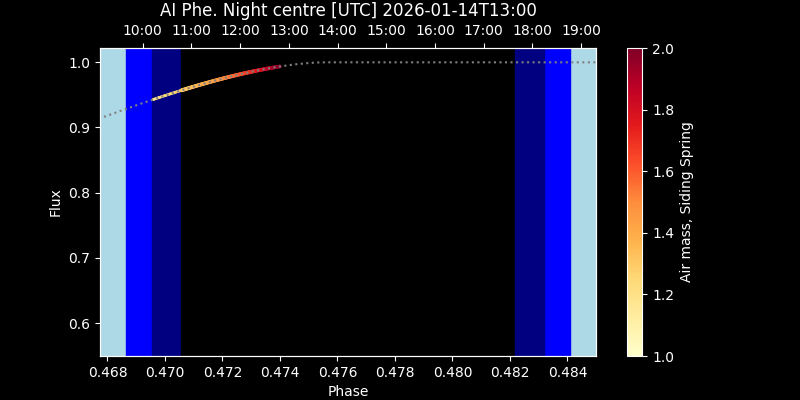 AI Phe. Night centre [UTC] 2026-01-14T13:00
10:00 11:00 12:00 13:00 14:00 15:00 16:00 17:00 18:00 19:00
1.0
0.9
0.8
0.7
0.6
Flux
0.468 0.470 0.472 0.474 0.476 0.478 0.480 0.482 0.484
Phase
2.0
1.8
1.6
1.4
1.2
1.0
Air mass, Siding Spring